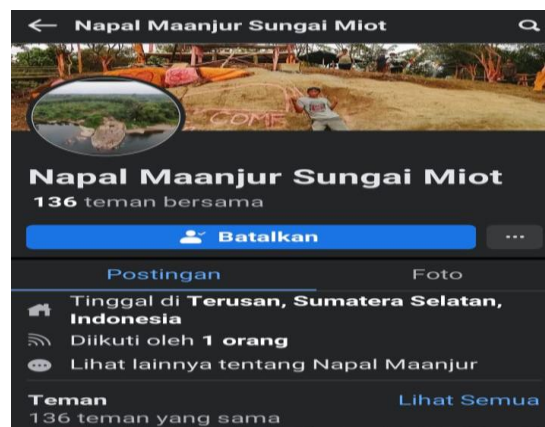 Napal Maanjur Sungai Miot
COME
Napal Maanjur Sungai Miot
136 teman bersama
Batalkan
Postingan
Foto
Tinggal di Terusan, Sumatera Selatan,
Indonesia
Diikuti oleh 1 orang
Lihat lainnya tentang Napal Maanjur
Teman
Lihat Semua
136 teman yang sama